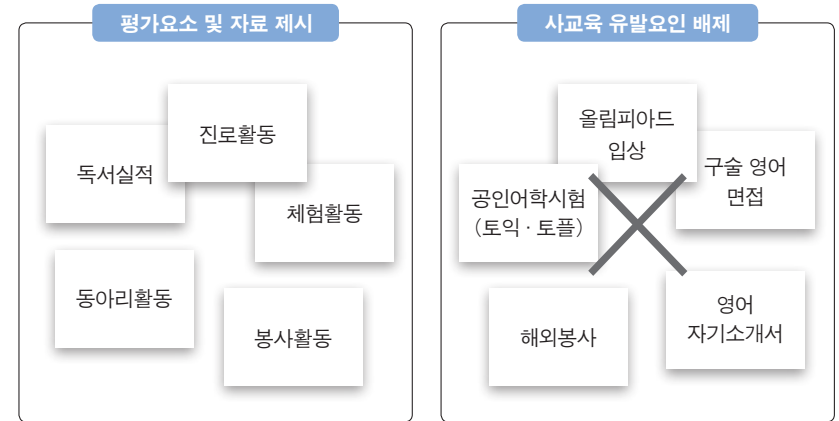 평가요소 및 자료 제시
진로활동
독서실적
체험활동
동아리활동
봉사활동
사교육 유발요인 배제
올림피아드
입상
구술 영어
면접
공인어학시험
(토익 · 토플)
해외봉사
영어
자기소개서